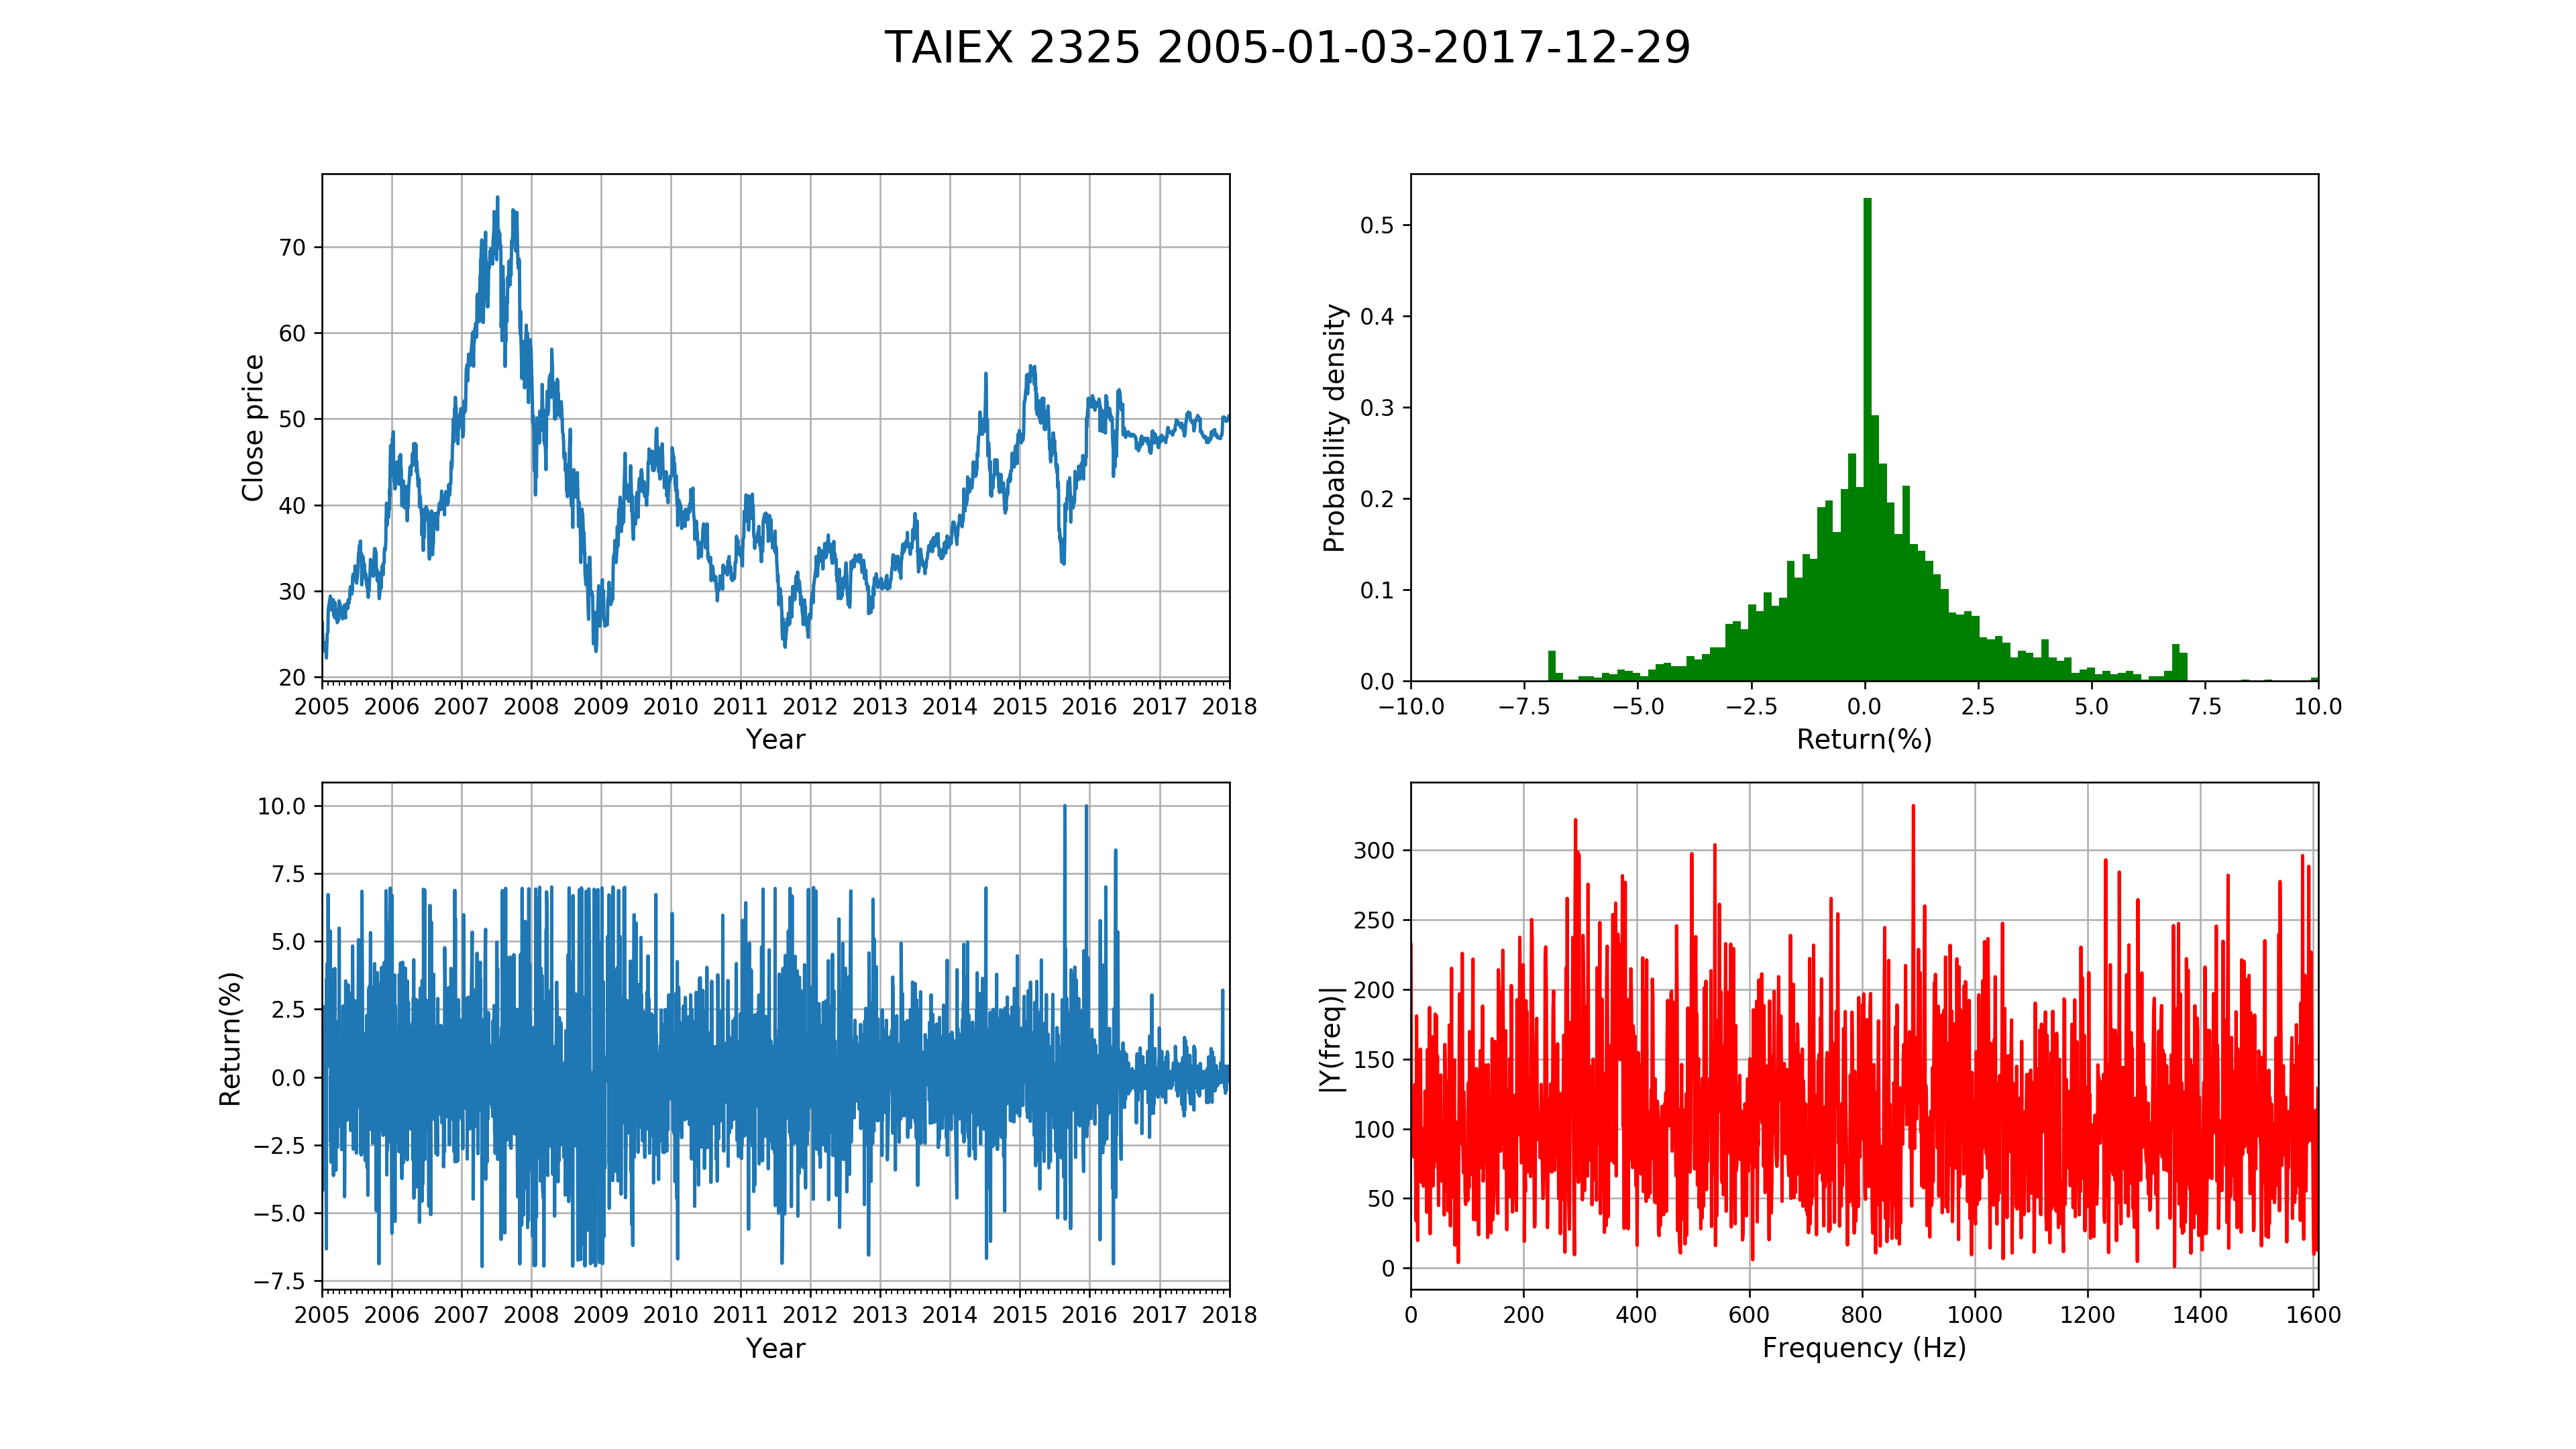 TAIEX 2325 2005-01-03-2017-12-29
Close price
70
60
50
40
30
20
2005 2006 2007 2008 2009 2010 2011 2012 2013 2014 2015 2016 2017 2018
Year
Probability density
0.5
0.4
0.3
0.2
0.1
0.0
−10.0 −7.5 −5.0 −2.5 0.0 2.5 5.0 7.5 10.0
Return(%)
Return(%)
10.0
7.5
5.0
2.5
0.0
−2.5
−5.0
−7.5
2005 2006 2007 2008 2009 2010 2011 2012 2013 2014 2015 2016 2017 2018
Year
|Y(freq)|
300
250
200
150
100
50
0
0 200 400 600 800 1000 1200 1400 1600
Frequency (Hz)